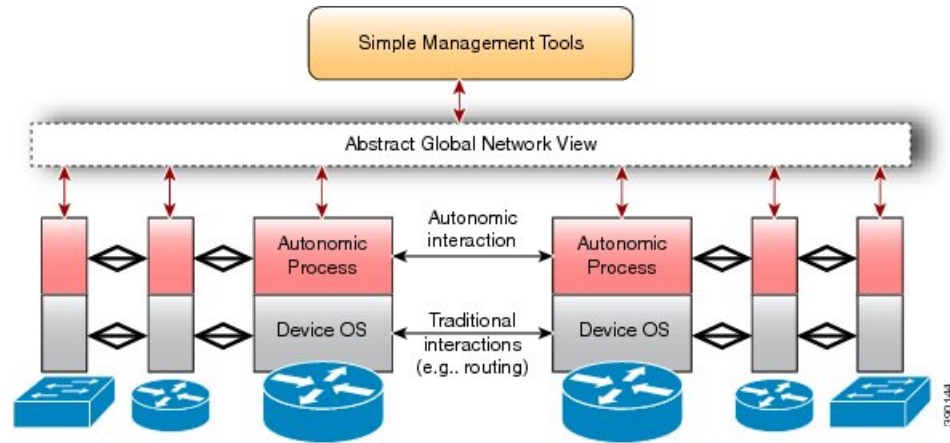 Simple Management Tools
Abstract Global Network View
Autonomic
interaction
Autonomic
Process
Autonomic
Process
Device OS
Traditional
interactions
(e.g.. routing)
Device OS